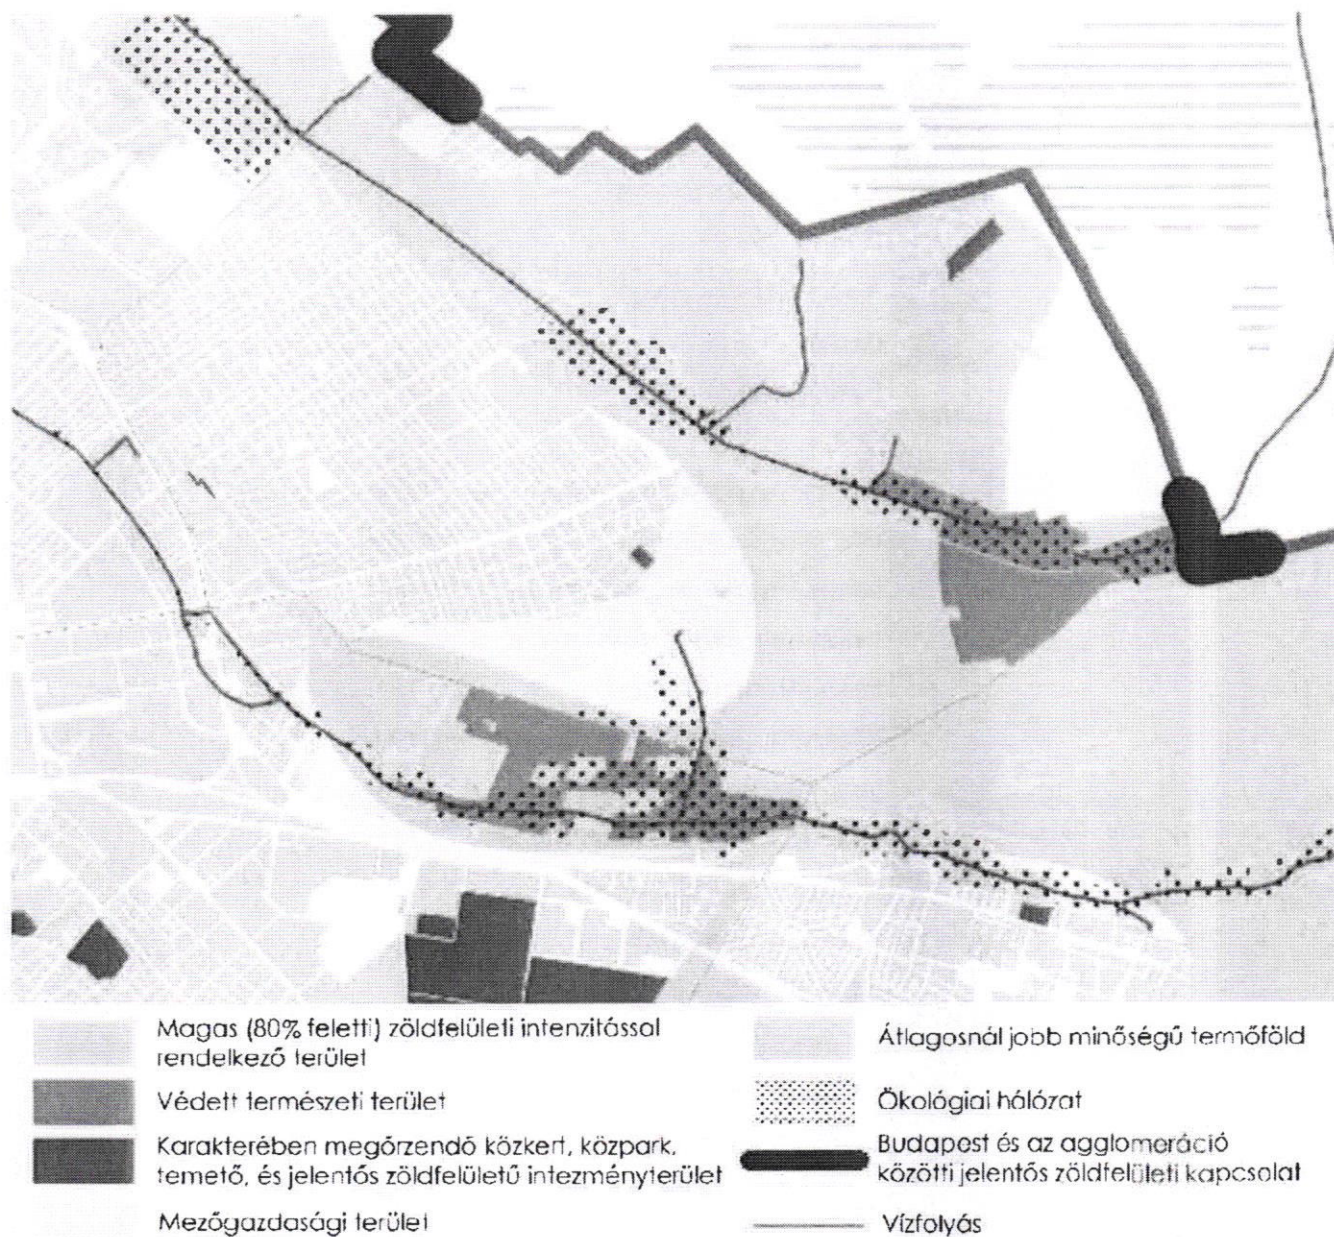 Magas (80% feletti) zöldfelületi intenzitással
rendelkező terület
Védett természeti terület
Karakterében megőrzendő közkert, közpark,
temető, és jelentős zöldfelületű intézményterület
Mezőgazdasági terület
Átlagosnál jobb minőségű termőföld
Ökológiai hálózat
Budapest és az agglomeráció
közötti jelentős zöldfelületi kapcsolat
Vízfolyás